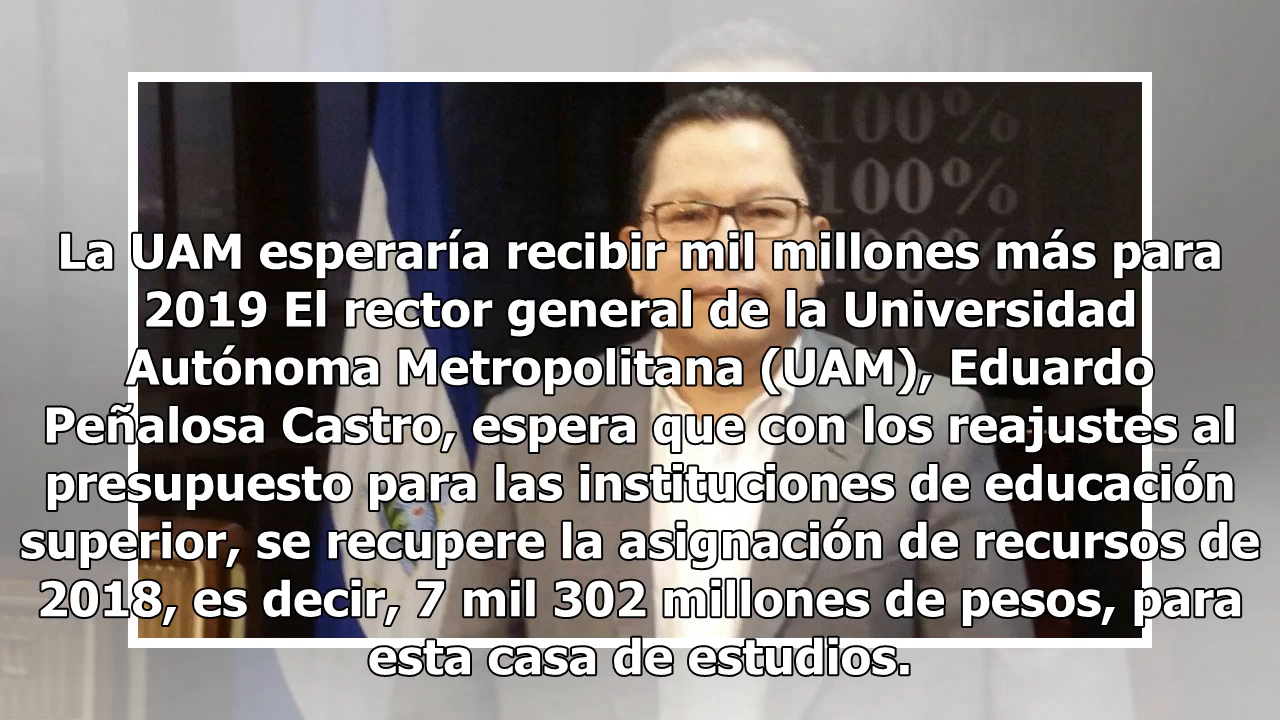 100%
100%
La UAM esperaría recibir mil millones más para
2019 El rector general de la Universidad
Autónoma Metropolitana (UAM), Eduardo
Peñalosa Castro, espera que con los reajustes al
presupuesto para las instituciones de educación
superior, se recupere la asignación de recursos de
2018, es decir, 7 mil 302 millones de pesos, para
esta casa de estudios.